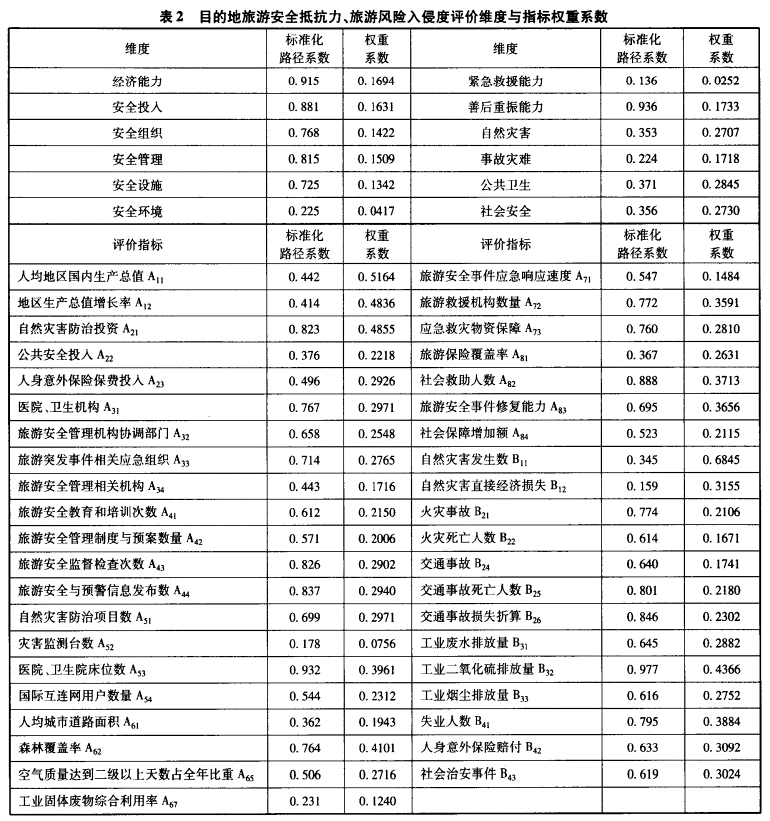 表 2 目的地旅游安全抵抗力、旅游风险入侵度评价维度与指标权重系数
维度 标准化路径系数 权重系数 维度 标准化路径系数 权重系数
经济能力 0.915 0.1694 紧急救援能力 0.136 0.0252
安全投入 0.881 0.1631 善后重振能力 0.936 0.1733
安全组织 0.768 0.1422 自然灾害 0.353 0.2707
安全管理 0.815 0.1509 事故灾难 0.224 0.1718
安全设施 0.725 0.1342 公共卫生 0.371 0.2845
安全环境 0.225 0.0417 社会安全 0.356 0.2730
评价指标 标准化路径系数 权重系数 评价指标 标准化路径系数 权重系数
人均地区国内生产总值 A11 0.442 0.5164 旅游安全事件应急响应速度 A71 0.547 0.1484
地区生产总值增长率 A12 0.414 0.4836 旅游救援机构数量 A72 0.772 0.3591
自然灾害防治投资 A21 0.823 0.4855 应急救灾物资保障 A73 0.760 0.2810
公共安全投入 A22 0.376 0.2218 旅游保险覆盖率 A81 0.367 0.2631
人身意外保险保费投入 A23 0.496 0.2926 社会救助人数 A82 0.888 0.3713
医院、卫生机构 A31 0.767 0.2971 旅游安全事件修复能力 A83 0.695 0.3656
旅游安全管理机构协调部门 A32 0.658 0.2548 社会保障增加额 A84 0.523 0.2115
旅游突发事件相关应急组织 A33 0.714 0.2765 自然灾害发生数 B11 0.345 0.6845
旅游安全管理相关机构 A34 0.443 0.1716 自然灾害直接经济损失 B12 0.159 0.3155
旅游安全教育和培训次数 A41 0.612 0.2150 火灾事故 B21 0.774 0.2106
旅游安全管理制度与预案数量 A42 0.571 0.2006 火灾死亡人数 B22 0.614 0.1671
旅游安全监督检查次数 A43 0.826 0.2902 交通事故 B24 0.640 0.1741
旅游安全与预警信息发布数 A44 0.837 0.2940 交通事故死亡人数 B25 0.801 0.2180
自然灾害防治项目数 A51 0.699 0.2971 交通事故损失折算 B26 0.846 0.2302
灾害监测台数 A52 0.178 0.0756 工业废水排放量 B31 0.645 0.2882
医院、卫生院床位数 A53 0.932 0.3961 工业二氧化硫排放量 B32 0.977 0.4366
国际互连网用户数量 A54 0.544 0.2312 工业烟尘排放量 B33 0.616 0.2752
人均城市道路面积 A61 0.362 0.1943 失业人数 B41 0.795 0.3884
森林覆盖率 A62 0.764 0.4101 人身意外保险赔付 B42 0.633 0.3092
空气质量达到二级以上天数占全年比重 A65 0.506 0.2716 社会治安事件 B43 0.619 0.3024
工业固体废物综合利用率 A67 0.231 0.1240